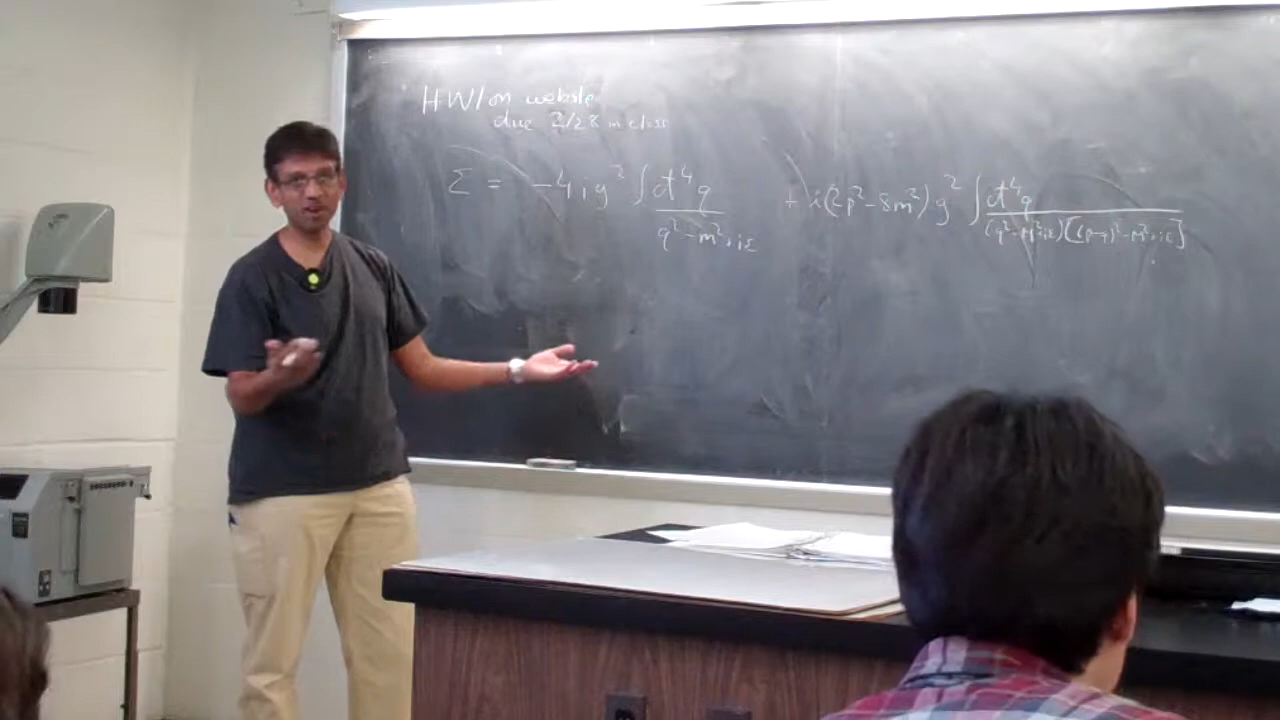 HW/on website
due 2/28 in class
Σ = -4ig² ∫ d⁴q / (q²-m²+iε) + i(2p²-8m²)g² ∫ d⁴q / (q²-m²+iε)[(p-q)²-m²+iε]